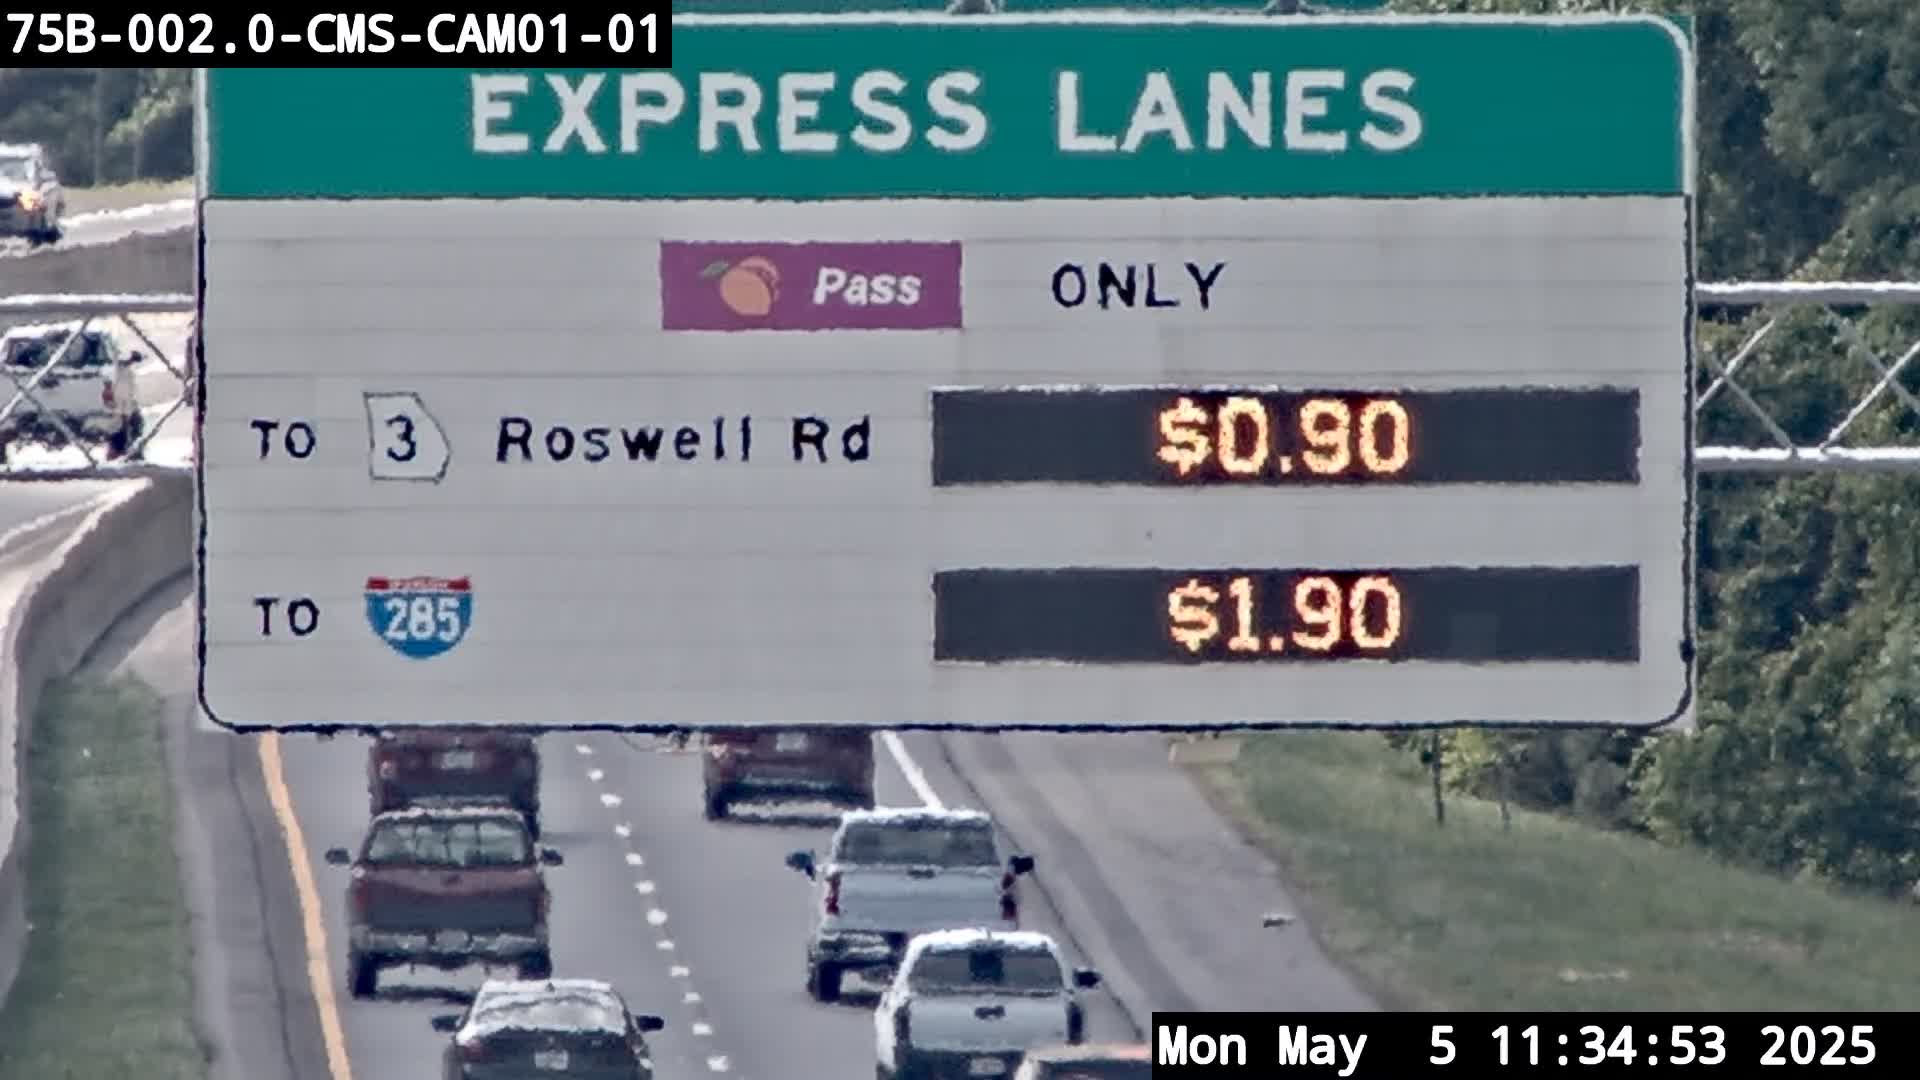 75B-002.0-CMS-CAM01-01
EXPRESS LANES
Pass ONLY
TO 3 Roswell Rd $0.90
TO 285 $1.90
Mon May 5 11:34:53 2025